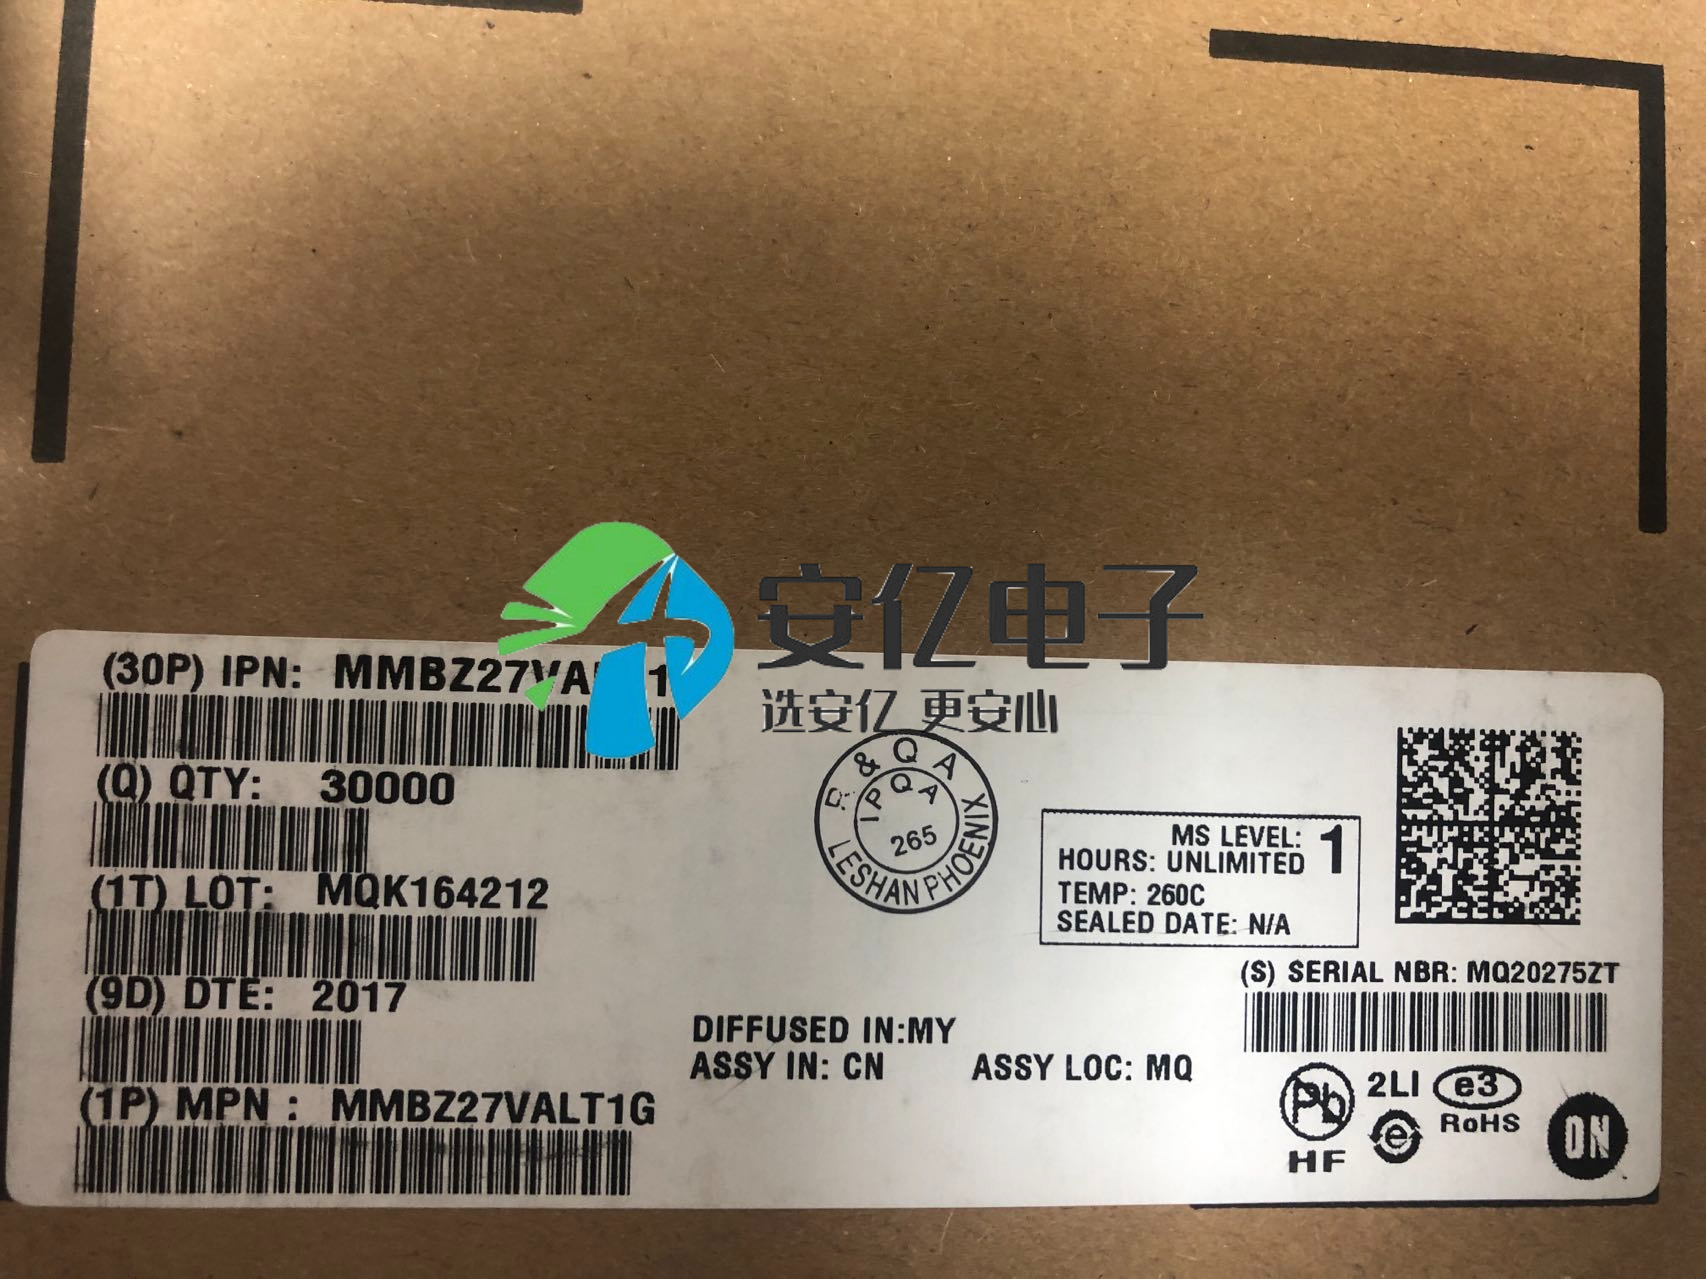 安亿电子
选安亿 更安心
(30P) IPN: MMBZ27VALT1
(Q) QTY: 30000
(1T) LOT: MQK164212
(9D) DTE: 2017
(1P) MPN : MMBZ27VALT1G
R & Q A
IPQA
265
LESHAN PHOENIX
MS LEVEL: 1
HOURS: UNLIMITED
TEMP: 260C
SEALED DATE: N/A
(S) SERIAL NBR: MQ20275ZT
DIFFUSED IN:MY
ASSY IN: CN ASSY LOC: MQ
Pb 2LI e3
e RoHS
HF
ON